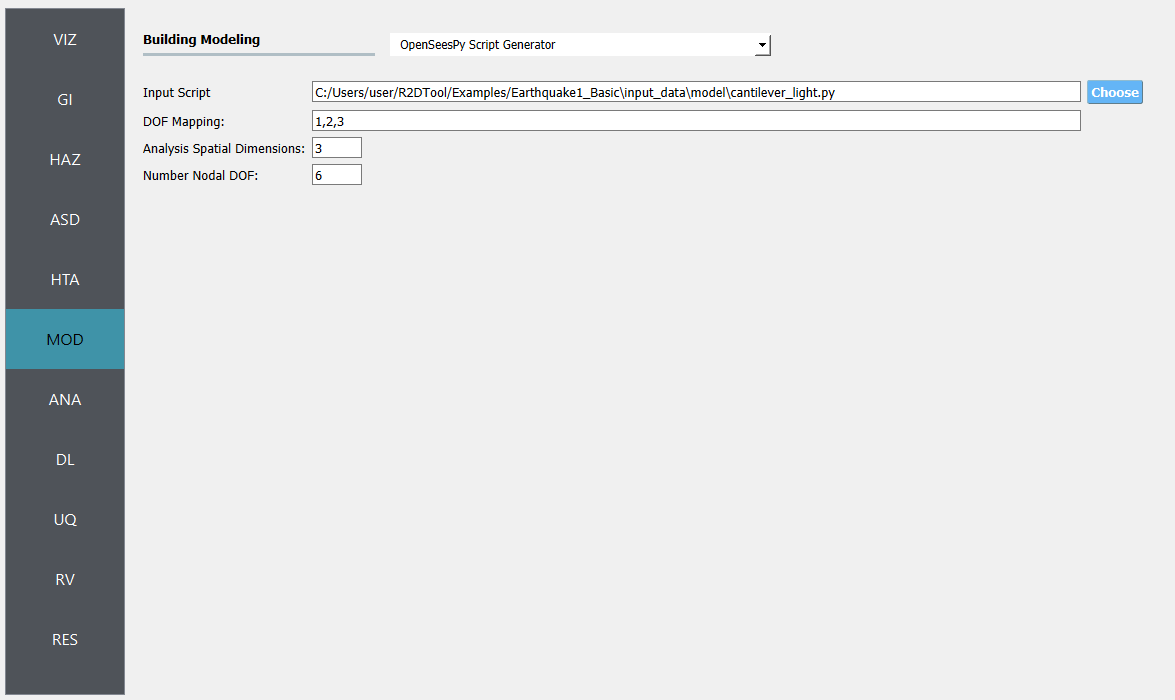 VIZ
GI
HAZ
ASD
HTA
MOD
ANA
DL
UQ
RV
RES
Building Modeling
OpenSeesPy Script Generator
Input Script
C:/Users/user/R2DTool/Examples/Earthquake1_Basic\input_data\model\cantilever_light.py
Choose
DOF Mapping:
1,2,3
Analysis Spatial Dimensions:
3
Number Nodal DOF:
6